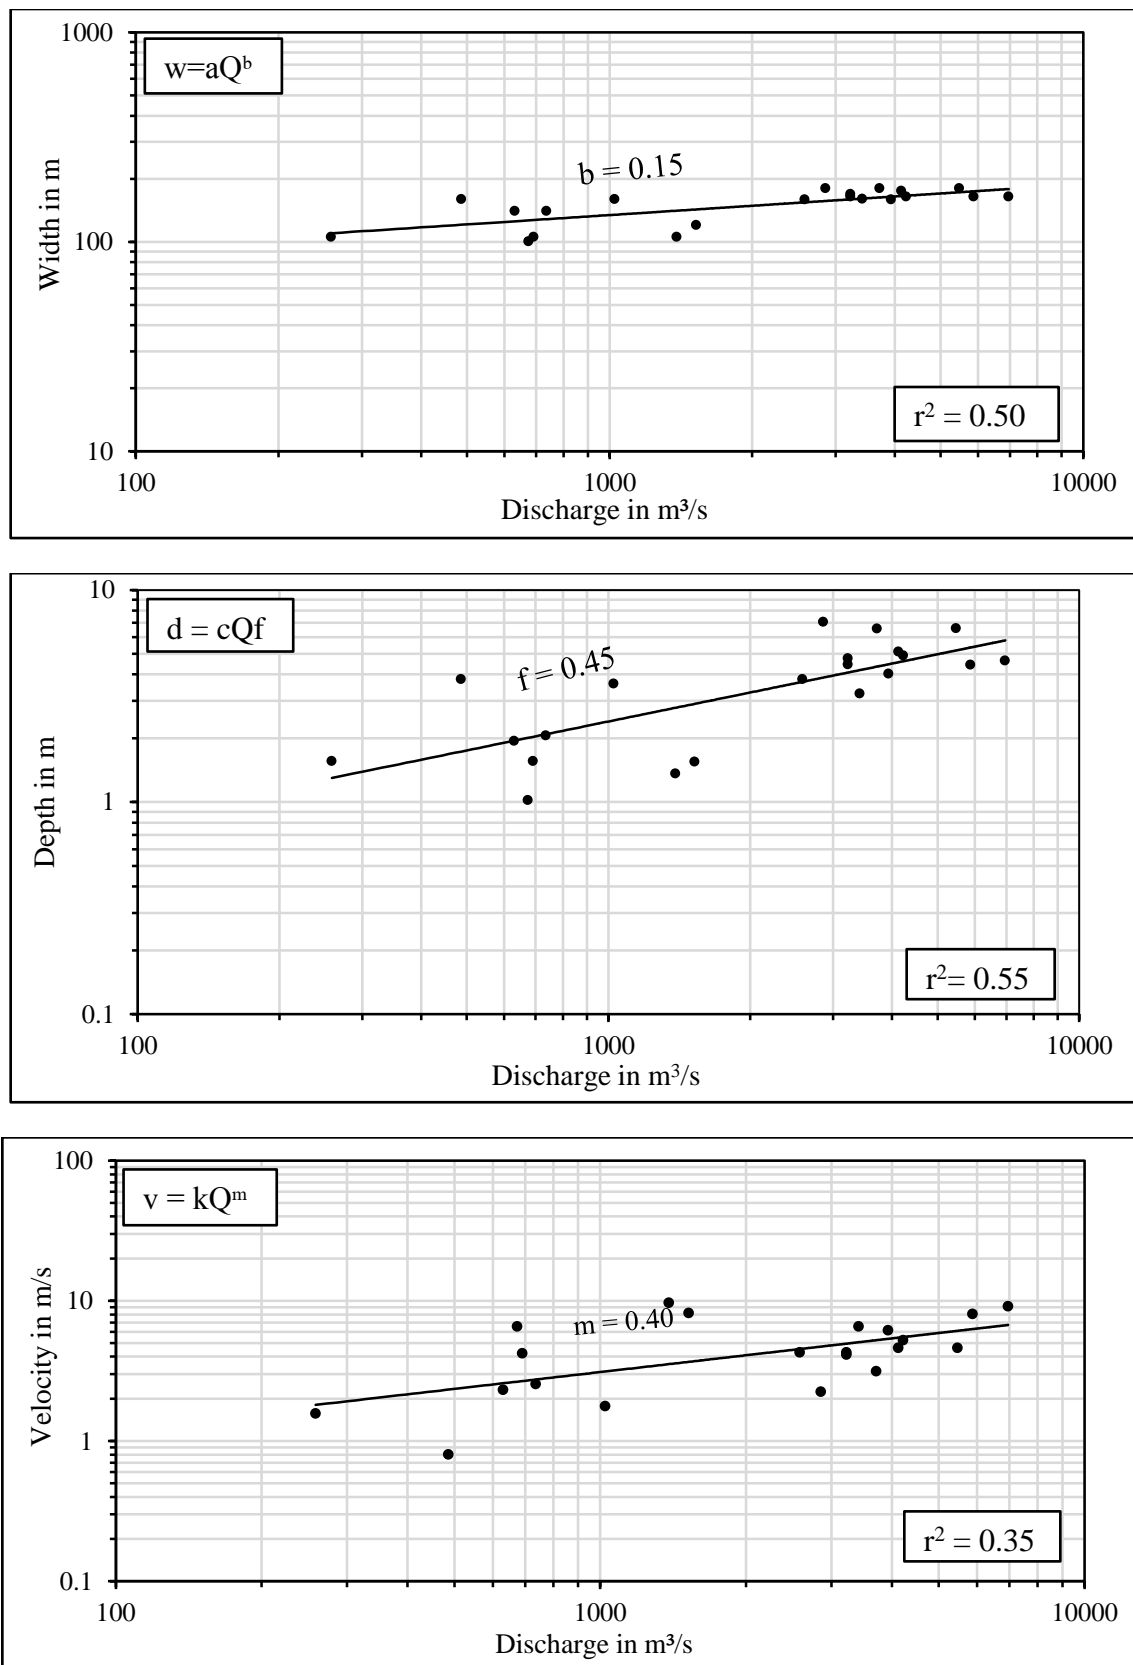 1000
w=aQᵇ
b = 0.15
Width in m
100
r² = 0.50
10
100 1000 10000
Discharge in m³/s
10
d = cQf
f = 0.45
Depth in m
1
r²= 0.55
0.1
100 1000 10000
Discharge in m³/s
100
v = kQᵐ
10
m = 0.40
Velocity in m/s
1
r² = 0.35
0.1
100 1000 10000
Discharge in m³/s